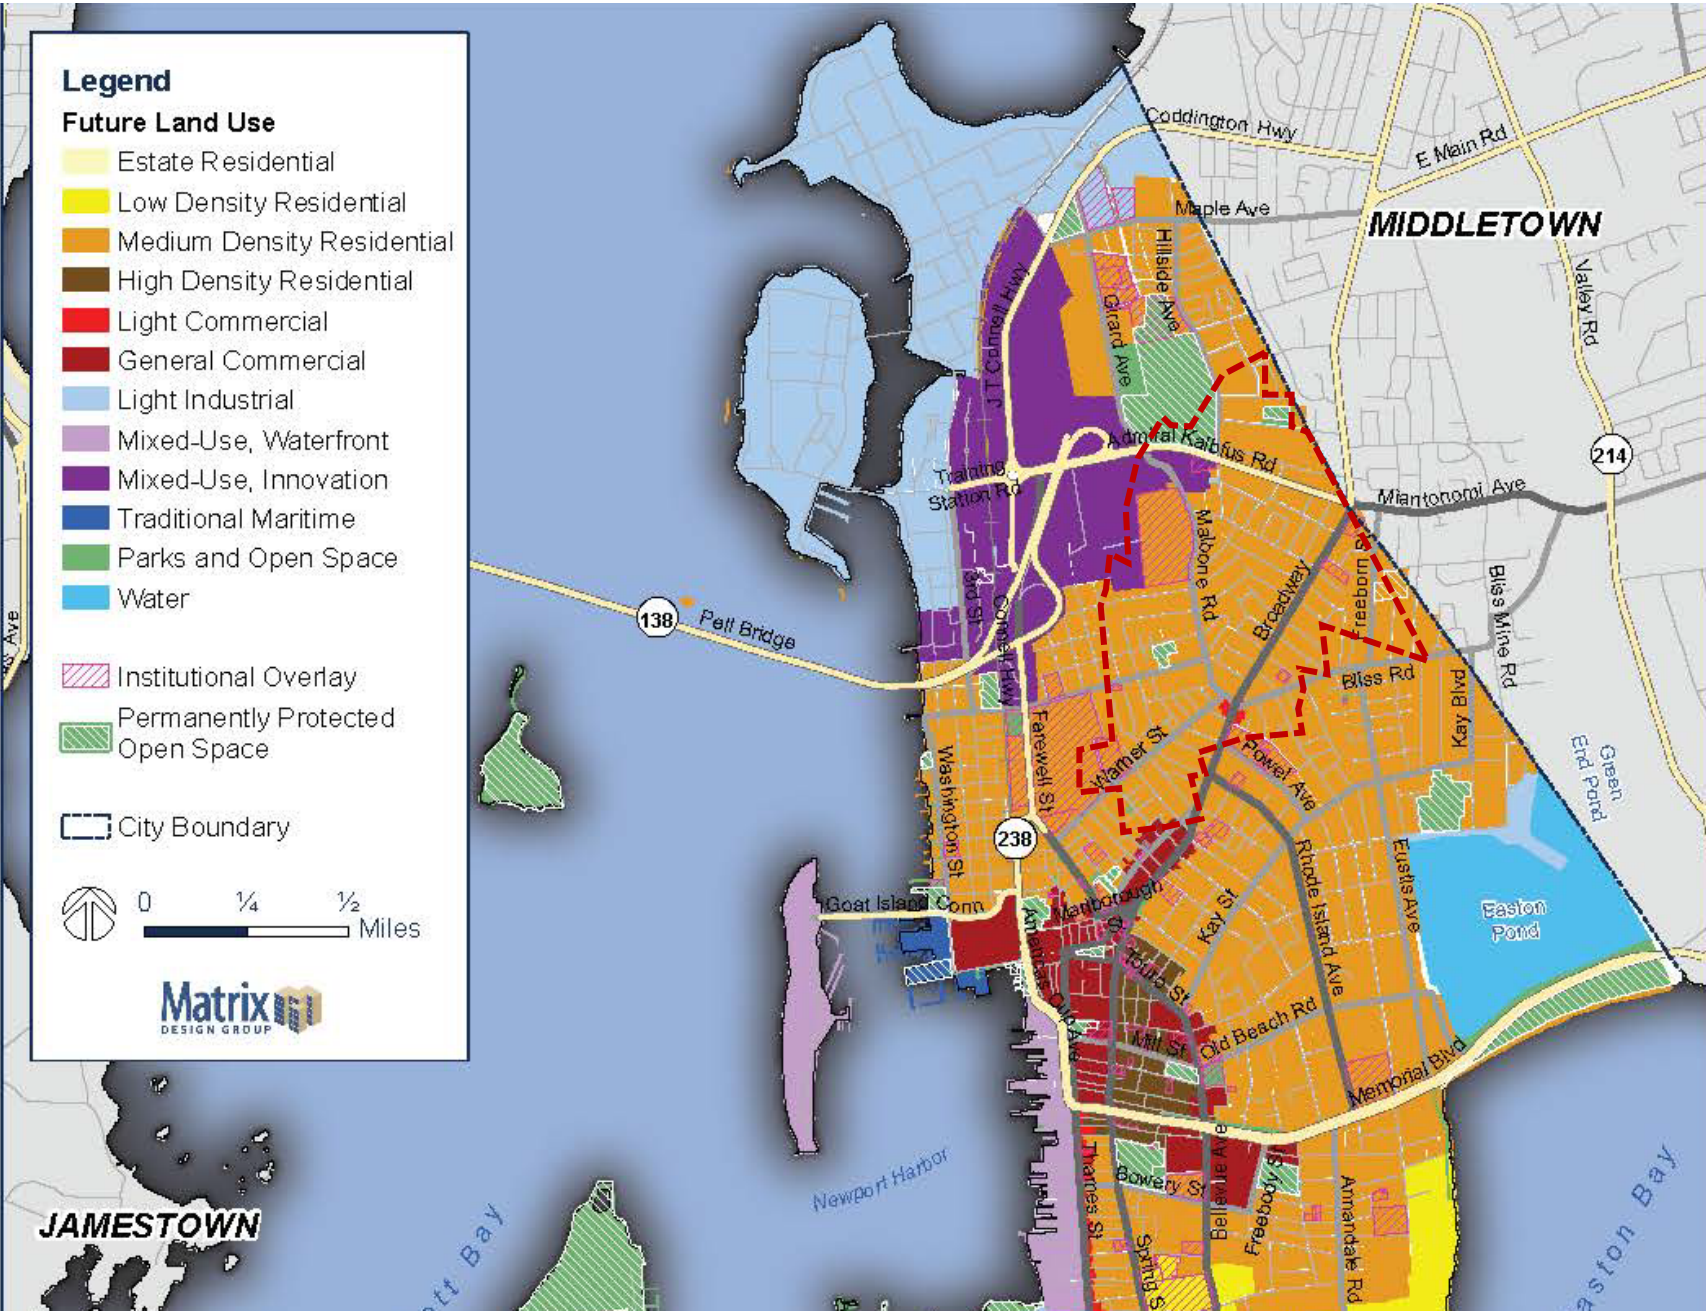 Legend
Future Land Use
Estate Residential
Low Density Residential
Medium Density Residential
High Density Residential
Light Commercial
General Commercial
Light Industrial
Mixed-Use, Waterfront
Mixed-Use, Innovation
Traditional Maritime
Parks and Open Space
Water
Institutional Overlay
Permanently Protected
Open Space
City Boundary
0 ¼ ½
Miles
Matrix
DESIGN GROUP
Coddington Hwy
E Main Rd
Maple Ave
MIDDLETOWN
Hillside Ave
Valley Rd
J T Connell Hwy
Girard Ave
Admiral Kalbfus Rd
214
Training
Station Rd
Miantonomi Ave
Malbone Rd
Freeborn
Bliss Mine Rd
3rd St
Connell Hwy
Broadway
138
Pell Bridge
Bliss Rd
Kay Blvd
Farewell St
Warner St
Powel Ave
Washington St
Green
End Pond
238
Rhode Island Ave
Eustis Ave
Goat Island Conn
Marlborough
St
Kay St
Easton
Pond
Americas Cup Ave
Touro St
Old Beach Rd
Mill St
Memorial Blvd
Newport Harbor
Thames St
Bowery St
Bellevue Ave
Freebody St
Annandale Rd
Spring S
JAMESTOWN
ett Bay
aston Bay
s Ave